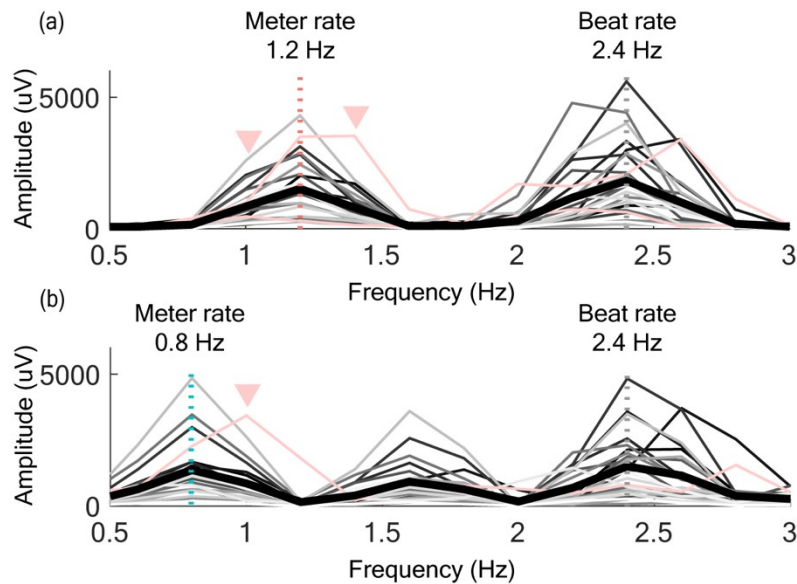 (a)
Meter rate
1.2 Hz
Beat rate
2.4 Hz
Amplitude (uV)
5000
0
0.5 1 1.5 2 2.5 3
Frequency (Hz)
(b)
Meter rate
0.8 Hz
Beat rate
2.4 Hz
Amplitude (uV)
5000
0
0.5 1 1.5 2 2.5 3
Frequency (Hz)